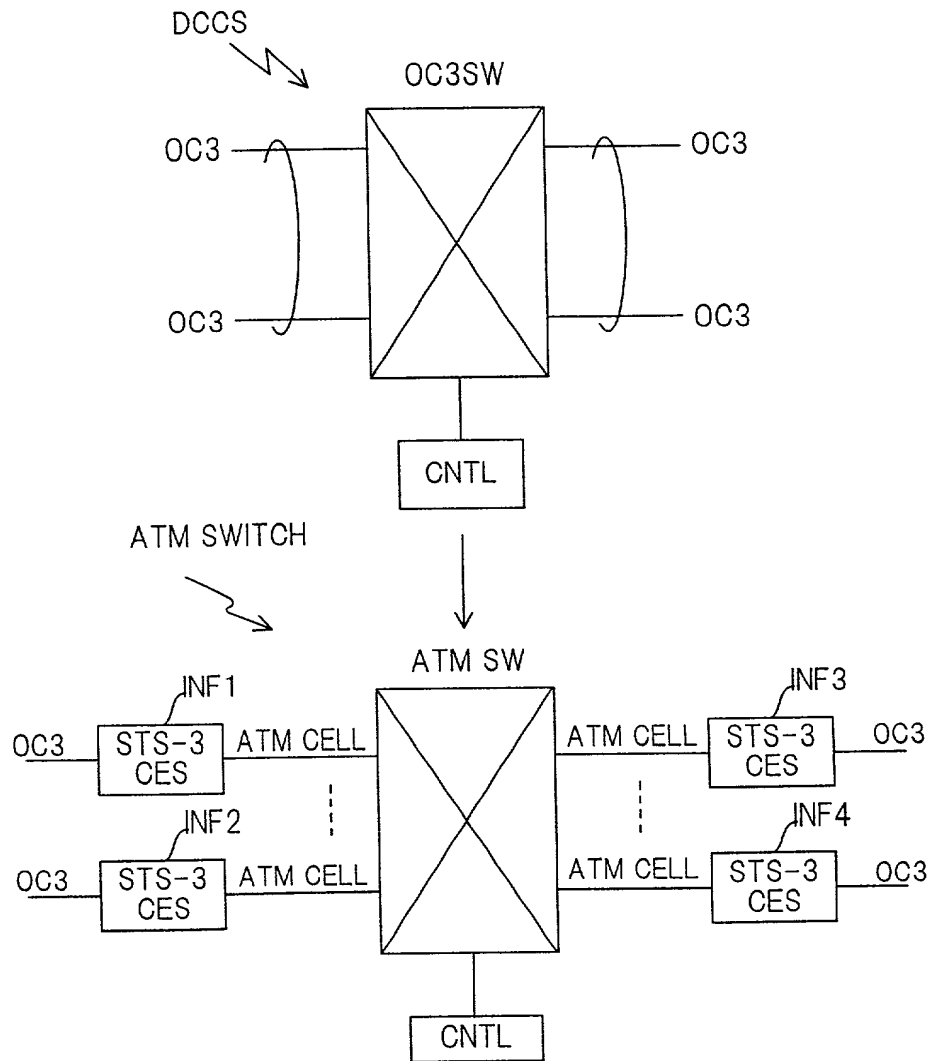 DCCS
OC3SW
OC3
OC3
OC3
OC3
CNTL
ATM SWITCH
ATM SW
INF1
INF3
OC3
STS-3
CES
ATM CELL
ATM CELL
STS-3
CES
OC3
INF2
INF4
OC3
STS-3
CES
ATM CELL
ATM CELL
STS-3
CES
OC3
CNTL